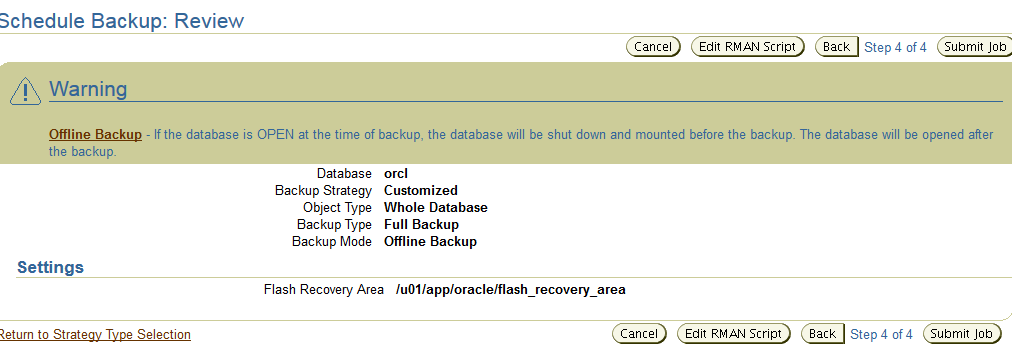 Schedule Backup: Review
Cancel Edit RMAN Script Back Step 4 of 4 Submit Job
Warning
Offline Backup - If the database is OPEN at the time of backup, the database will be shut down and mounted before the backup. The database will be opened after
the backup.
Database orcl
Backup Strategy Customized
Object Type Whole Database
Backup Type Full Backup
Backup Mode Offline Backup
Settings
Flash Recovery Area /u01/app/oracle/flash_recovery_area
Return to Strategy Type Selection Cancel Edit RMAN Script Back Step 4 of 4 Submit Job